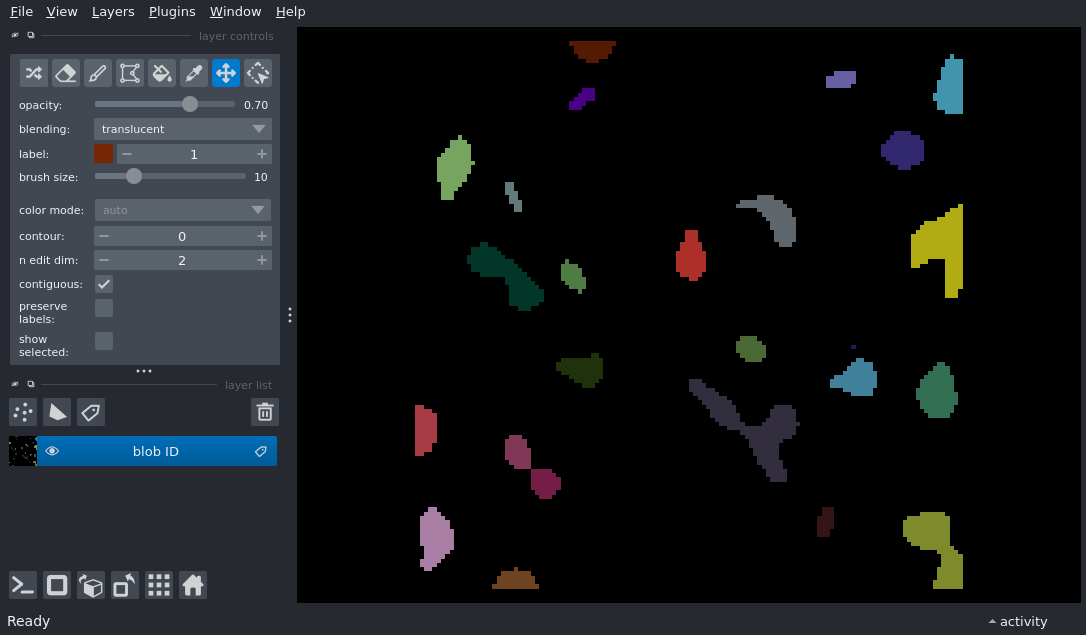 File View Layers Plugins Window Help
layer controls
opacity: 0.70
blending: translucent
label: 1
brush size: 10
color mode: auto
contour: 0
n edit dim: 2
contiguous:
preserve
labels:
show
selected:
layer list
blob ID
Ready
activity